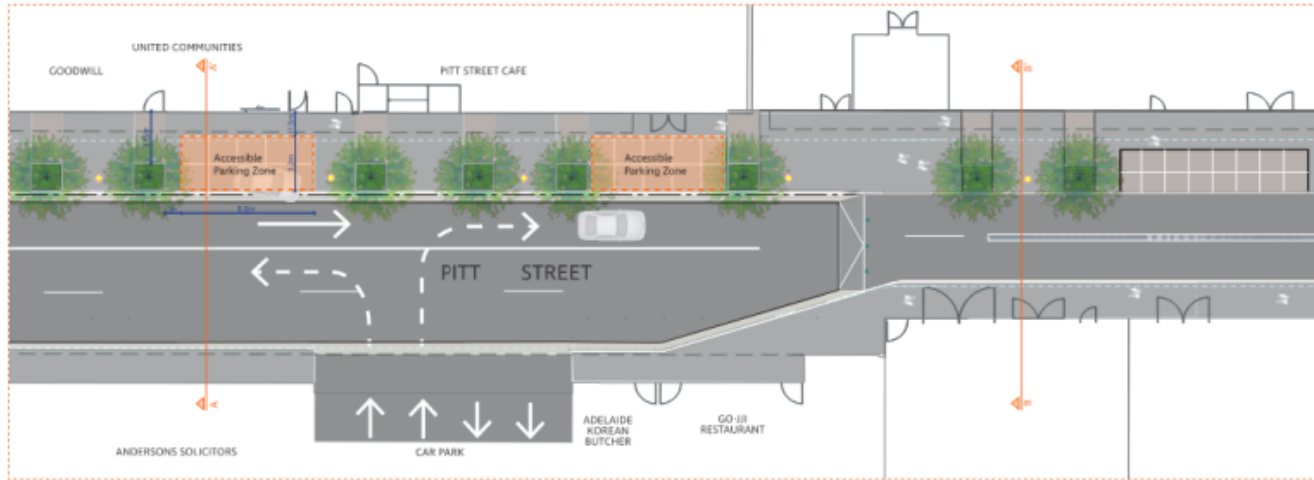 UNITED COMMUNITIES
GOODWILL
PITT STREET CAFE
A'
B'
Accessible
Parking Zone
Accessible
Parking Zone
PITT STREET
A
B
ADELAIDE
KOREAN
BUTCHER
GO-JJI
RESTAURANT
ANDERSONS SOLICITORS
CAR PARK